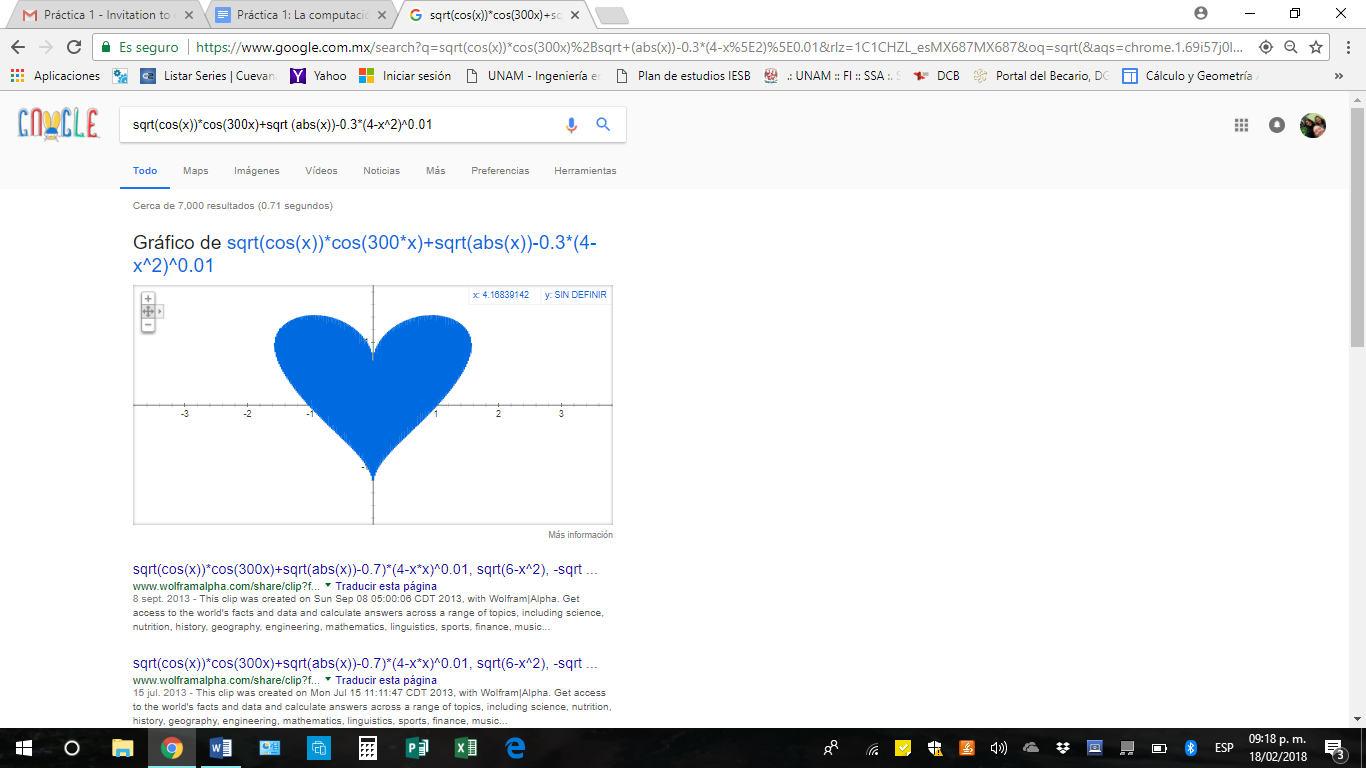 Práctica 1 - Invitation to
Práctica 1: La computació
sqrt(cos(x))*cos(300x)+s
Es seguro
https://www.google.com.mx/search?q=sqrt(cos(x))*cos(300x)%2Bsqrt+(abs(x))-0.3*(4-x%5E2)%5E0.01&rlz=1C1CHZL_esMX687MX687&oq=sqrt(&aqs=chrome.1.69i57j0l...
Aplicaciones
Listar Series | Cuevan
Yahoo
Iniciar sesión
UNAM - Ingeniería e
Plan de estudios IESB
.: UNAM :: FI :: SSA :.
DCB
Portal del Becario, DG
Cálculo y Geometría
»
sqrt(cos(x))*cos(300x)+sqrt (abs(x))-0.3*(4-x^2)^0.01
Todo
Maps
Imágenes
Vídeos
Noticias
Más
Preferencias
Herramientas
Cerca de 7,000 resultados (0.71 segundos)
Gráfico de sqrt(cos(x))*cos(300*x)+sqrt(abs(x))-0.3*(4-
x^2)^0.01
x: 4.16839142
y: SIN DEFINIR
-3
-2
-1
1
2
3
Más información
sqrt(cos(x))*cos(300x)+sqrt(abs(x))-0.7)*(4-x*x)^0.01, sqrt(6-x^2), -sqrt ...
www.wolframalpha.com/share/clip?f... Traducir esta página
8 sept. 2013 - This clip was created on Sun Sep 08 05:00:06 CDT 2013, with Wolfram|Alpha. Get
access to the world's facts and data and calculate answers across a range of topics, including science,
nutrition, history, geography, engineering, mathematics, linguistics, sports, finance, music...
sqrt(cos(x))*cos(300x)+sqrt(abs(x))-0.7)*(4-x*x)^0.01, sqrt(6-x^2), -sqrt ...
www.wolframalpha.com/share/clip?f... Traducir esta página
15 jul. 2013 - This clip was created on Mon Jul 15 11:11:47 CDT 2013, with Wolfram|Alpha. Get access
to the world's facts and data and calculate answers across a range of topics, including science, nutrition,
history, geography, engineering, mathematics, linguistics, sports, finance, music...
ESP
09:18 p. m.
18/02/2018
3